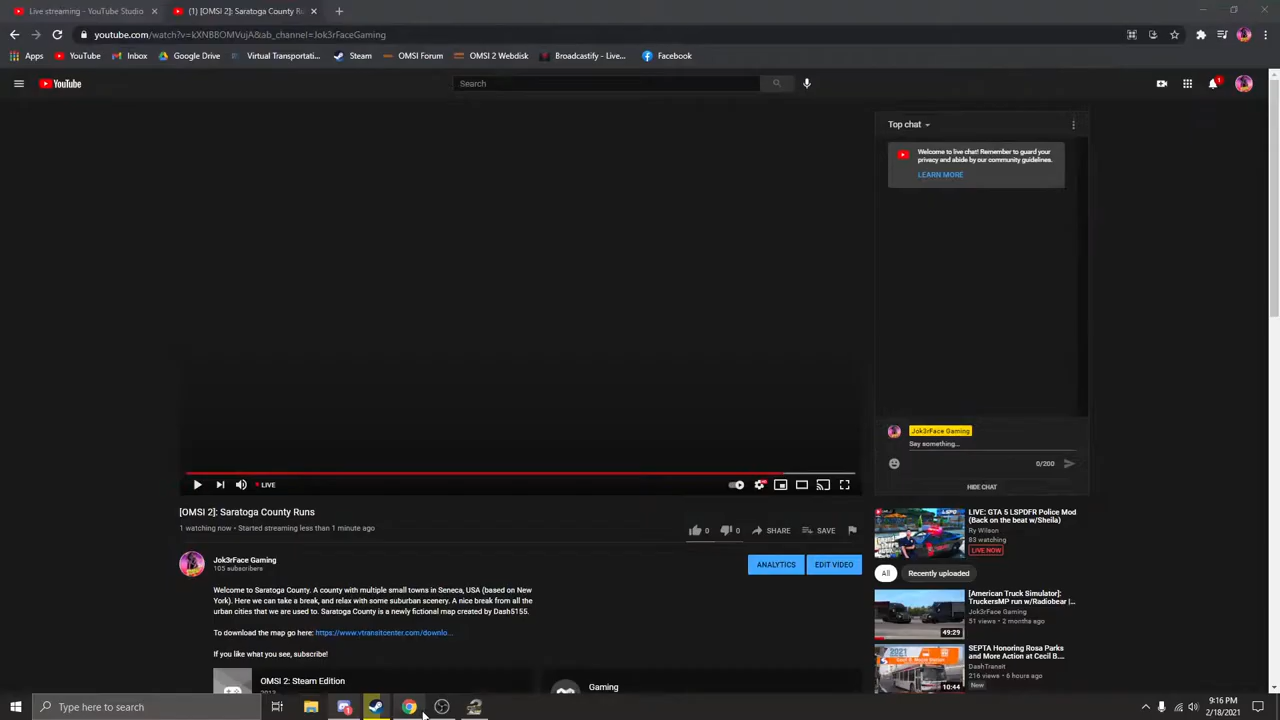 Live streaming - YouTube Studio
(1) [OMSI 2]: Saratoga County Ru
youtube.com/watch?v=kXNBBOMVujA&ab_channel=Jok3rFaceGaming
Apps
YouTube
Inbox
Google Drive
Virtual Transportati...
Steam
OMSI Forum
OMSI 2 Webdisk
Broadcastify - Live...
Facebook
YouTube
Search
1
Top chat
Welcome to live chat! Remember to guard your
privacy and abide by our community guidelines.
LEARN MORE
Jok3rFace Gaming
Say something...
0/200
HIDE CHAT
LIVE
[OMSI 2]: Saratoga County Runs
1 watching now • Started streaming less than 1 minute ago
0
0
SHARE
SAVE
Jok3rFace Gaming
105 subscribers
ANALYTICS
EDIT VIDEO
Welcome to Saratoga County. A county with multiple small towns in Seneca, USA (based on New
York). Here we can take a break, and relax with some suburban scenery. A nice break from all the
urban cities that we are used to. Saratoga County is a newly fictional map created by Dash5155.
To download the map go here: https://www.vtransitcenter.com/downlo...
If you like what you see, subscribe!
OMSI 2: Steam Edition
2013
Gaming
LIVE: GTA 5 LSPDFR Police Mod
(Back on the beat w/Sheila)
Ry Wilson
83 watching
LIVE NOW
All
Recently uploaded
[American Truck Simulator]:
TruckersMP run w/Radiobear |...
Jok3rFace Gaming
51 views • 2 months ago
49:29
SEPTA Honoring Rosa Parks
and More Action at Cecil B....
DashTransit
216 views • 6 hours ago
New
2021
10:44
Type here to search
9:16 PM
2/18/2021